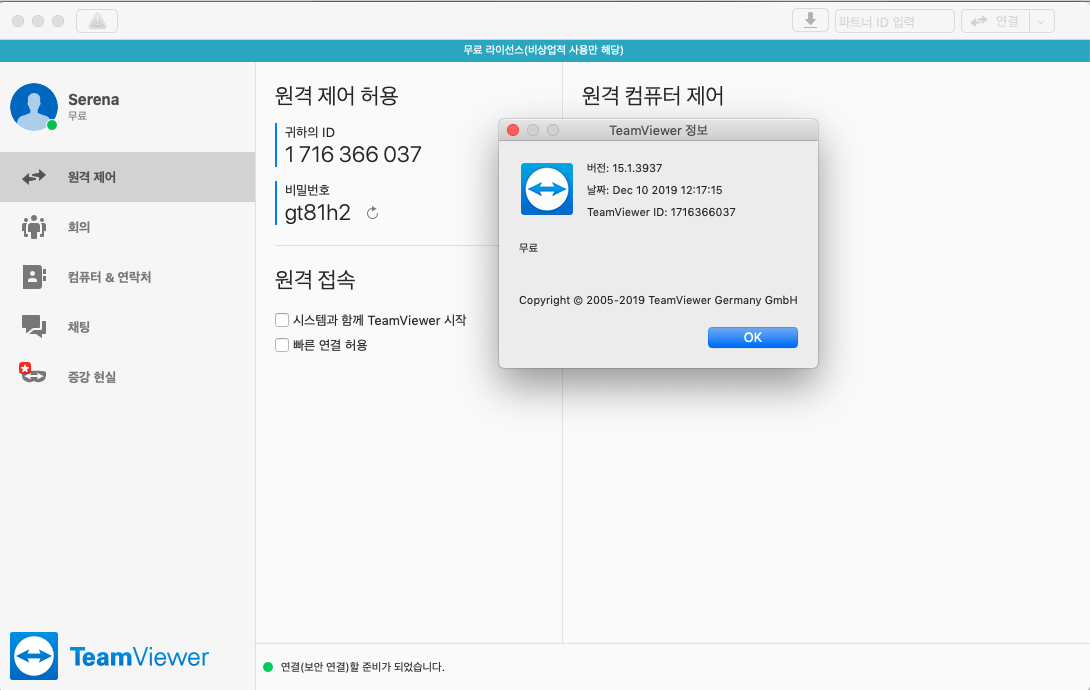 파트너 ID 입력
연결
무료 라이선스(비상업적 사용만 해당)
Serena
무료
원격 제어
회의
컴퓨터 & 연락처
채팅
증강 현실
TeamViewer
원격 제어 허용
귀하의 ID
1 716 366 037
비밀번호
gt81h2
원격 접속
시스템과 함께 TeamViewer 시작
빠른 연결 허용
원격 컴퓨터 제어
TeamViewer 정보
버전: 15.1.3937
날짜: Dec 10 2019 12:17:15
TeamViewer ID: 1716366037
무료
Copyright © 2005-2019 TeamViewer Germany GmbH
OK
연결(보안 연결)할 준비가 되었습니다.